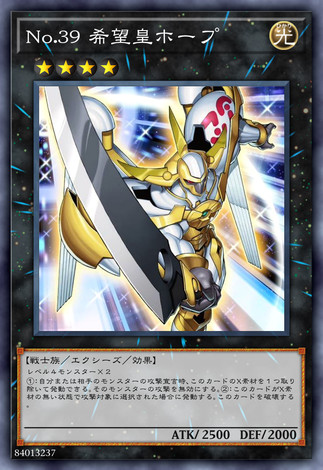 No.39 希望皇ホープ
光
【戦士族／エクシーズ／効果】
レベル４モンスター×２
①：自分または相手のモンスターの攻撃宣言時、このカードのX素材を１つ取り
除いて発動できる。そのモンスターの攻撃を無効にする。②：このカードがX
素材の無い状態で攻撃対象に選択された場合に発動する。このカードを破壊する
。
ATK/ 2500 DEF/ 2000
84013237